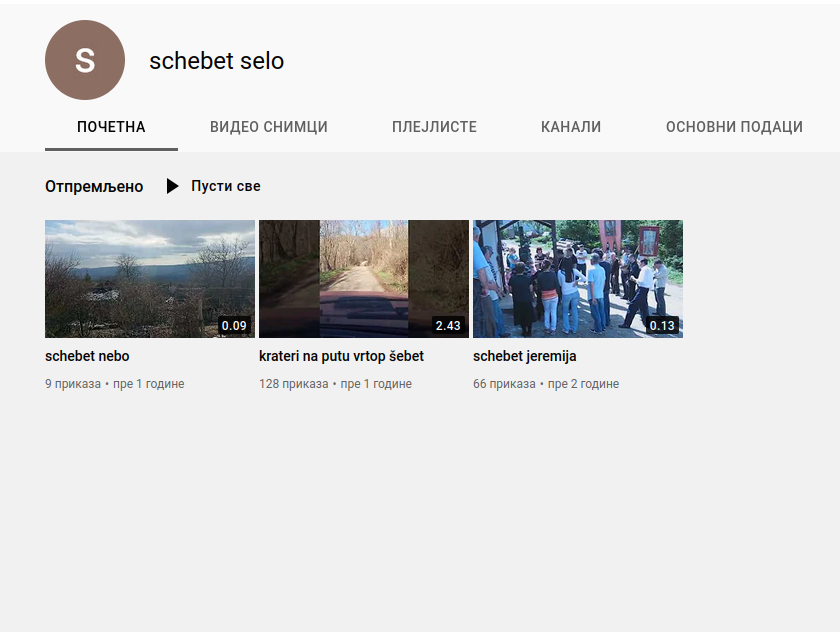 S
schebet selo
ПОЧЕТНА
ВИДЕО СНИМЦИ
ПЛЕЈЛИСТЕ
КАНАЛИ
ОСНОВНИ ПОДАЦИ
Отпремљено
Пусти све
0.09
2.43
0.13
schebet nebo
krateri na putu vrtop šebet
schebet jeremija
9 приказа • пре 1 године
128 приказа • пре 1 године
66 приказа • пре 2 године